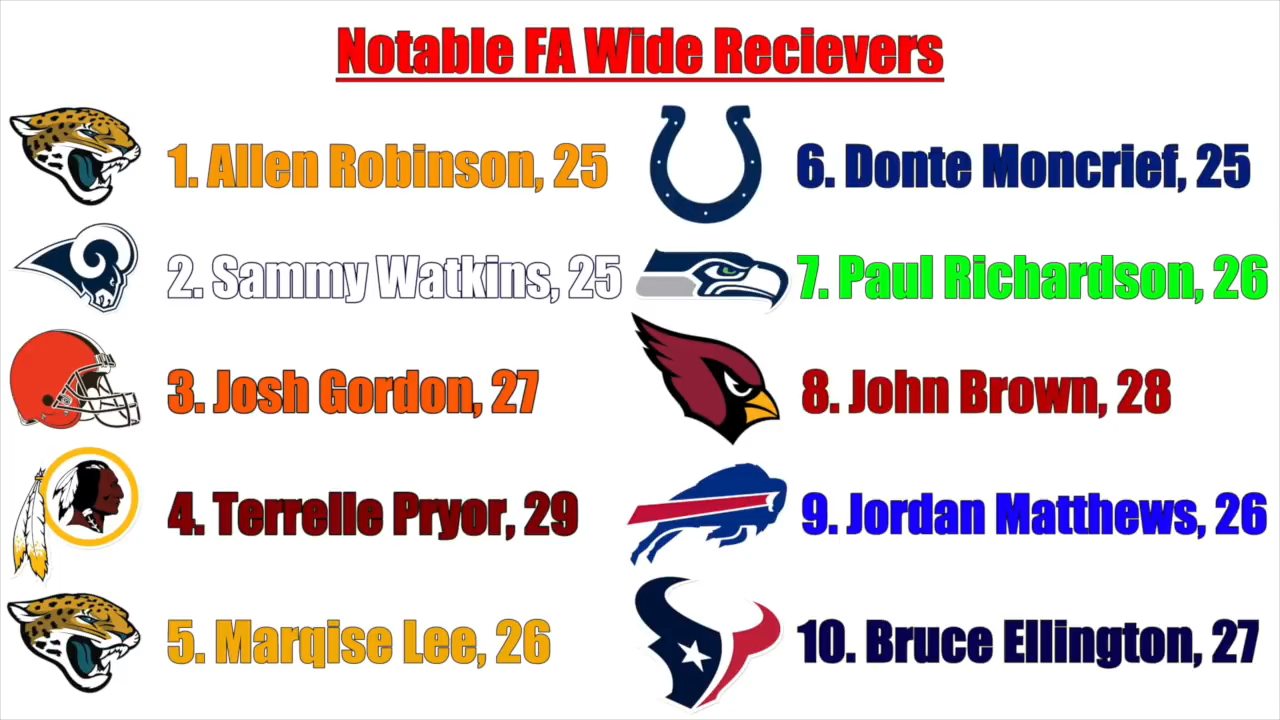 Notable FA Wide Recievers
1. Allen Robinson, 25
2. Sammy Watkins, 25
3. Josh Gordon, 27
4. Terrelle Pryor, 29
5. Marqise Lee, 26
6. Donte Moncrief, 25
7. Paul Richardson, 26
8. John Brown, 28
9. Jordan Matthews, 26
10. Bruce Ellington, 27